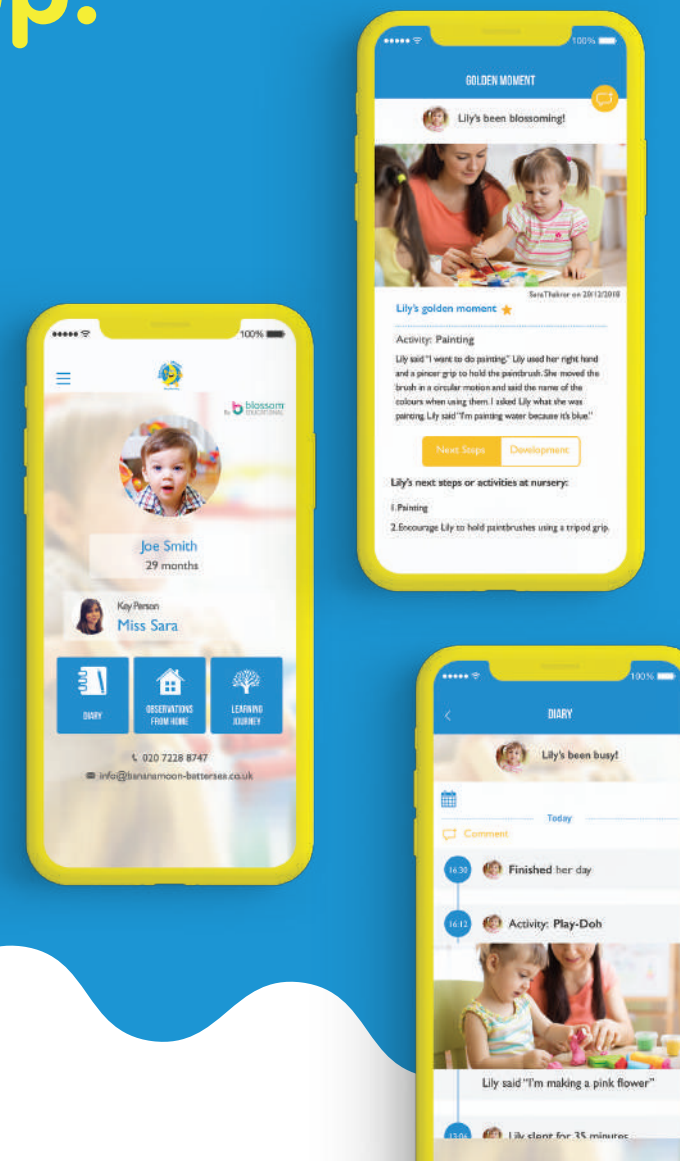 100%
GOLDEN MOMENT
Lily's been blossoming!
SaraThakrar on 20/12/2018
Lily's golden moment
Activity: Painting
Lily said "I want to do painting." Lily used her right hand
and a pincer grip to hold the paintbrush. She moved the
brush in a circular motion and said the name of the
colours when using them. I asked Lily what she was
painting. Lily said "I'm painting water because it's blue."
Next Steps Development
Lily's next steps or activities at nursery:
1.Painting
2.Encourage Lily to hold paintbrushes using a tripod grip.
100%
By blossom
EDUCATIONAL
Joe Smith
29 months
Key Person
Miss Sara
DIARY
OBSERVATIONS
FROM HOME
LEARNING
JOURNEY
020 7228 8747
info@bananamoon-battersea.co.uk
100%
DIARY
Lily's been busy!
Today
Comment
16:30 Finished her day
16:12 Activity: Play-Doh
Lily said "I'm making a pink flower"
Lily slept for 35 minutes